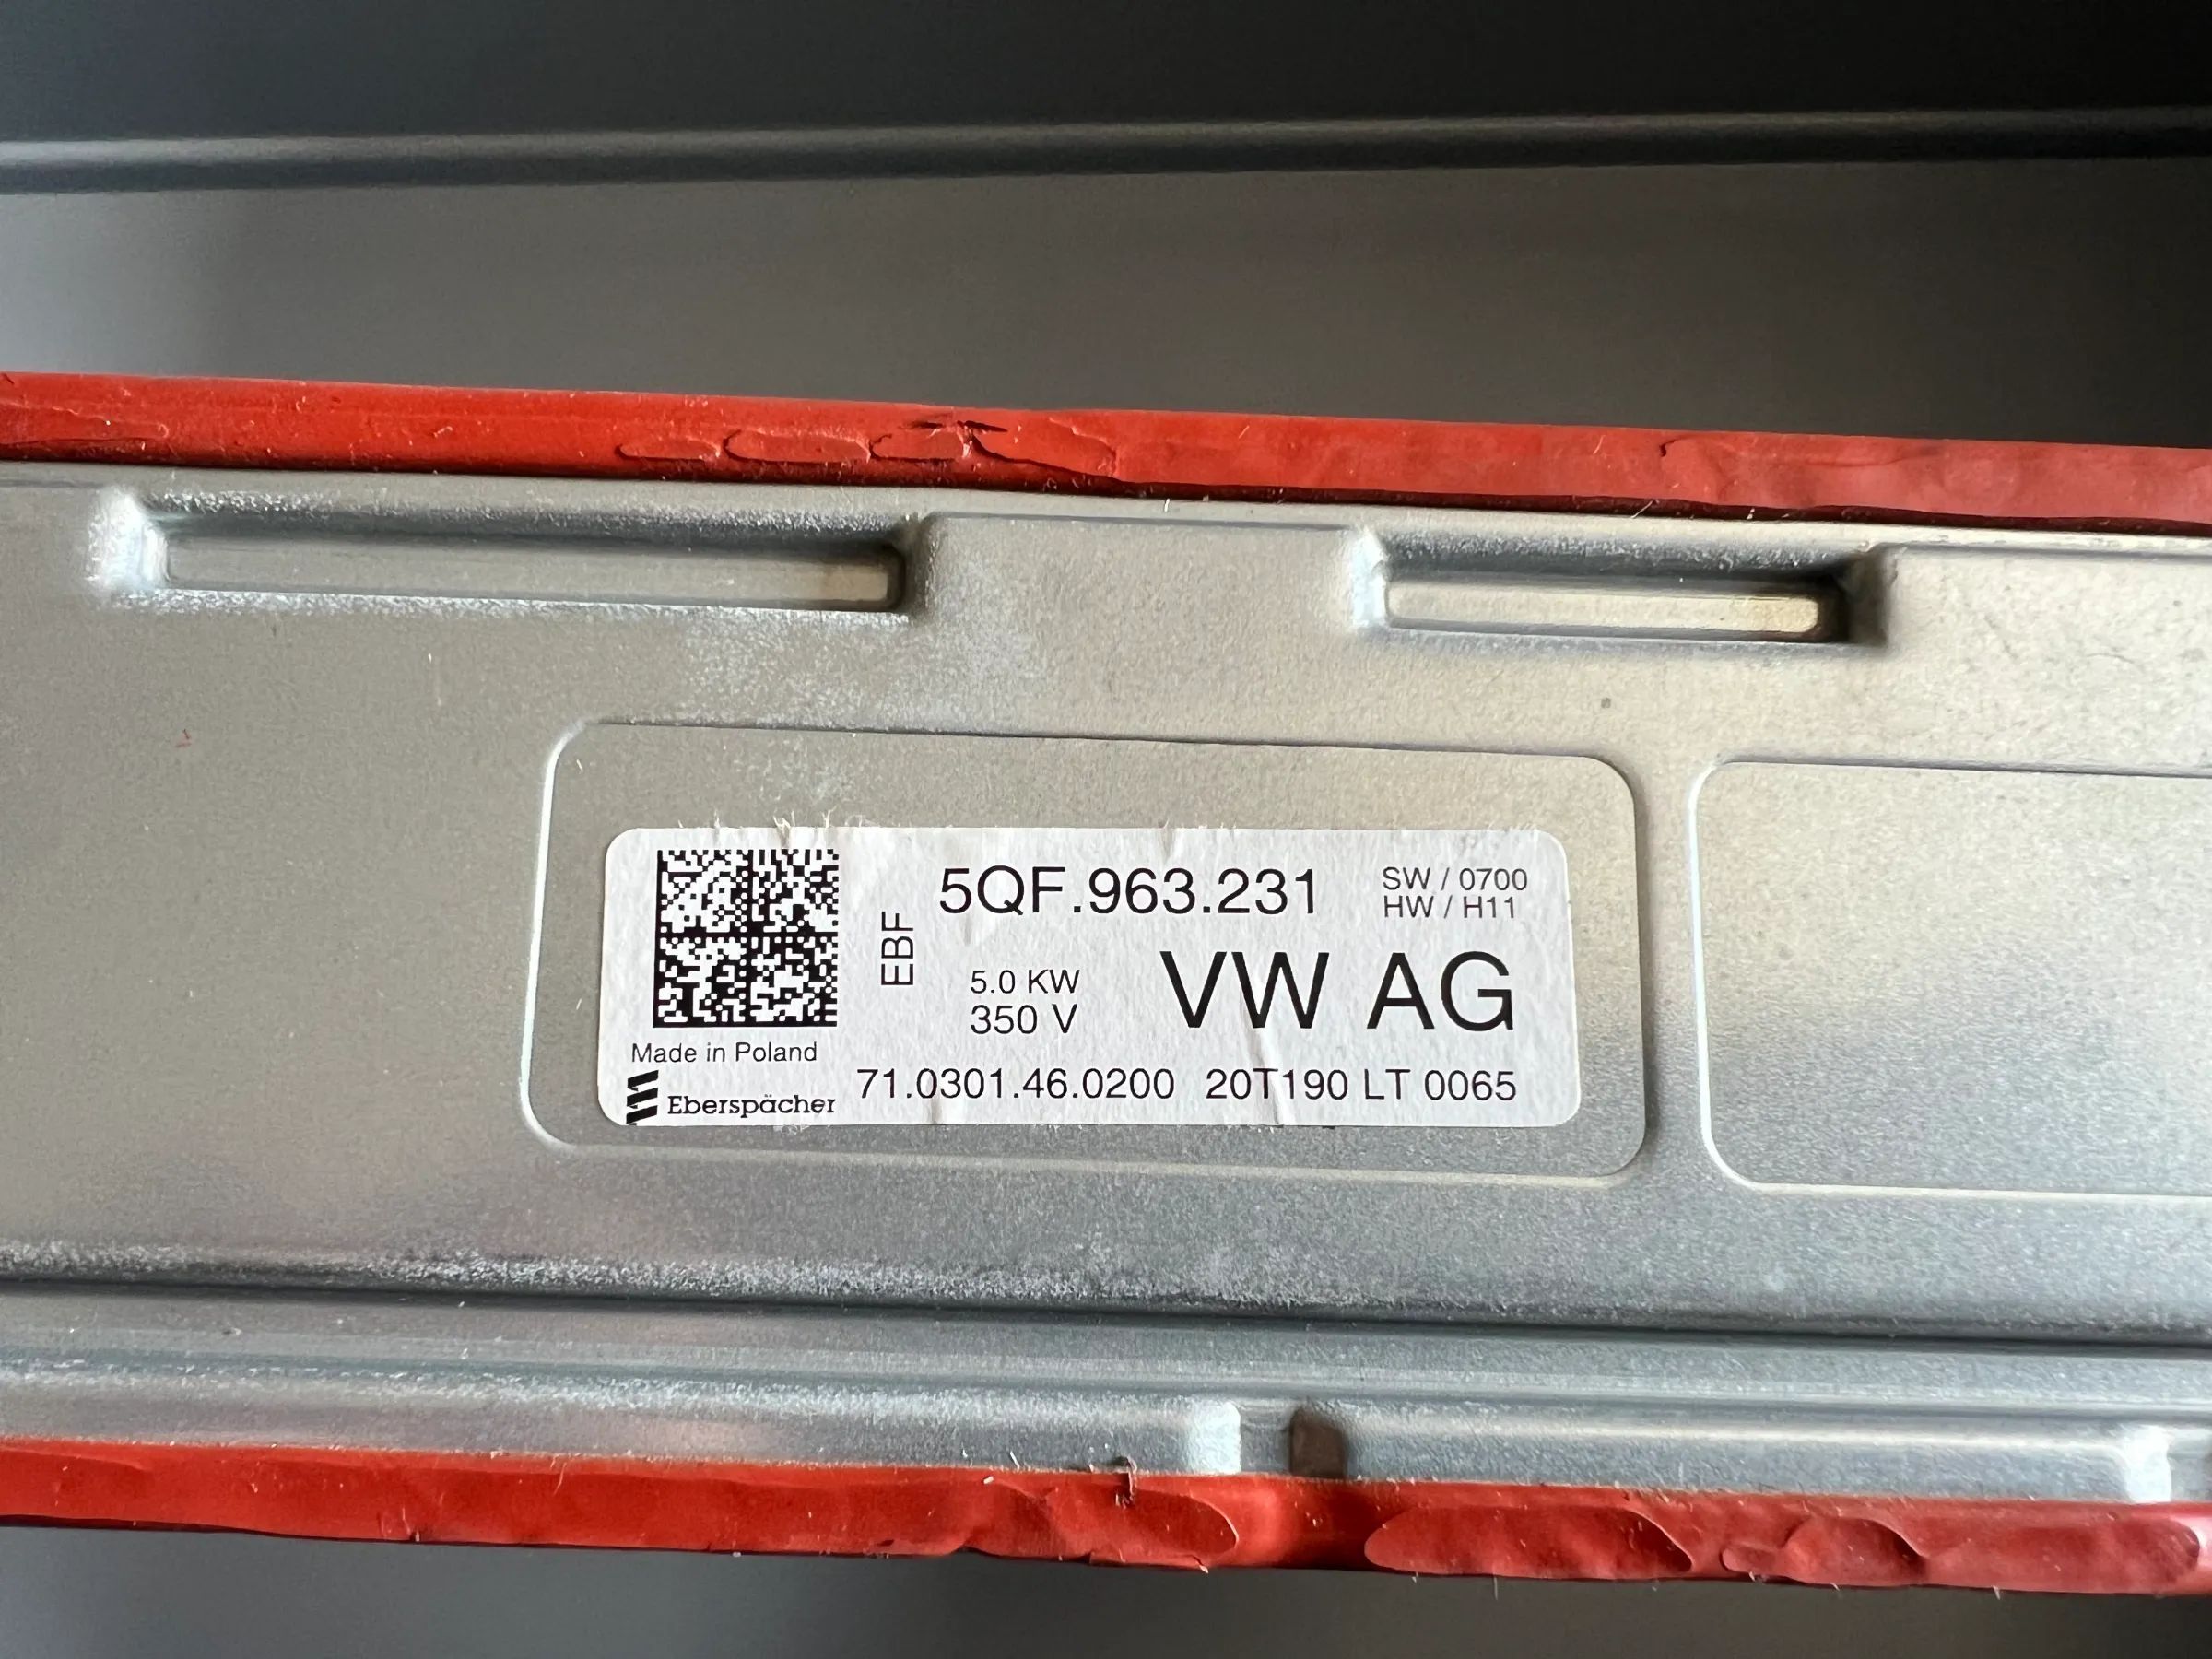 5QF.963.231
SW / 0700
HW / H11
EBF
5.0 KW
350 V
VW AG
Made in Poland
Eberspächer
71.0301.46.0200 20T190 LT 0065